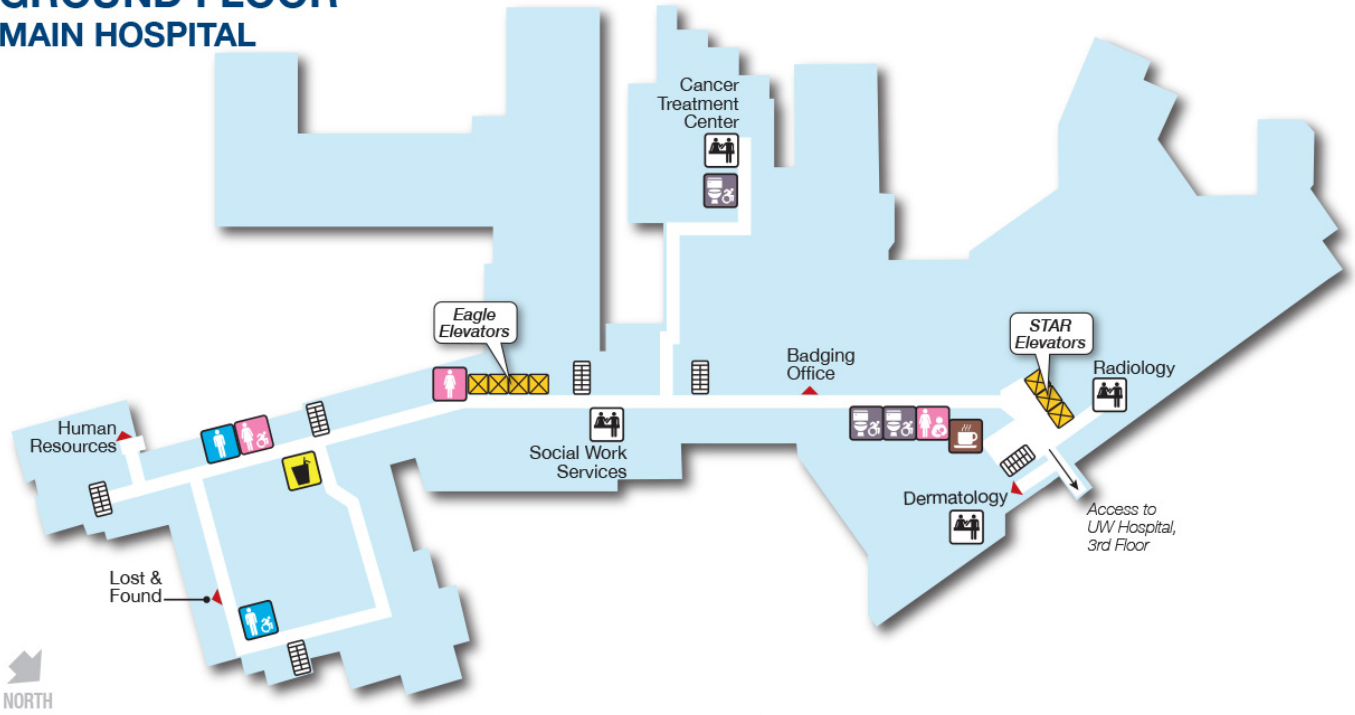 GROUND FLOOR
MAIN HOSPITAL
Cancer
Treatment
Center
Eagle
Elevators
STAR
Elevators
Badging
Office
Radiology
Human
Resources
Social Work
Services
Dermatology
Access to
UW Hospital,
3rd Floor
Lost &
Found
NORTH